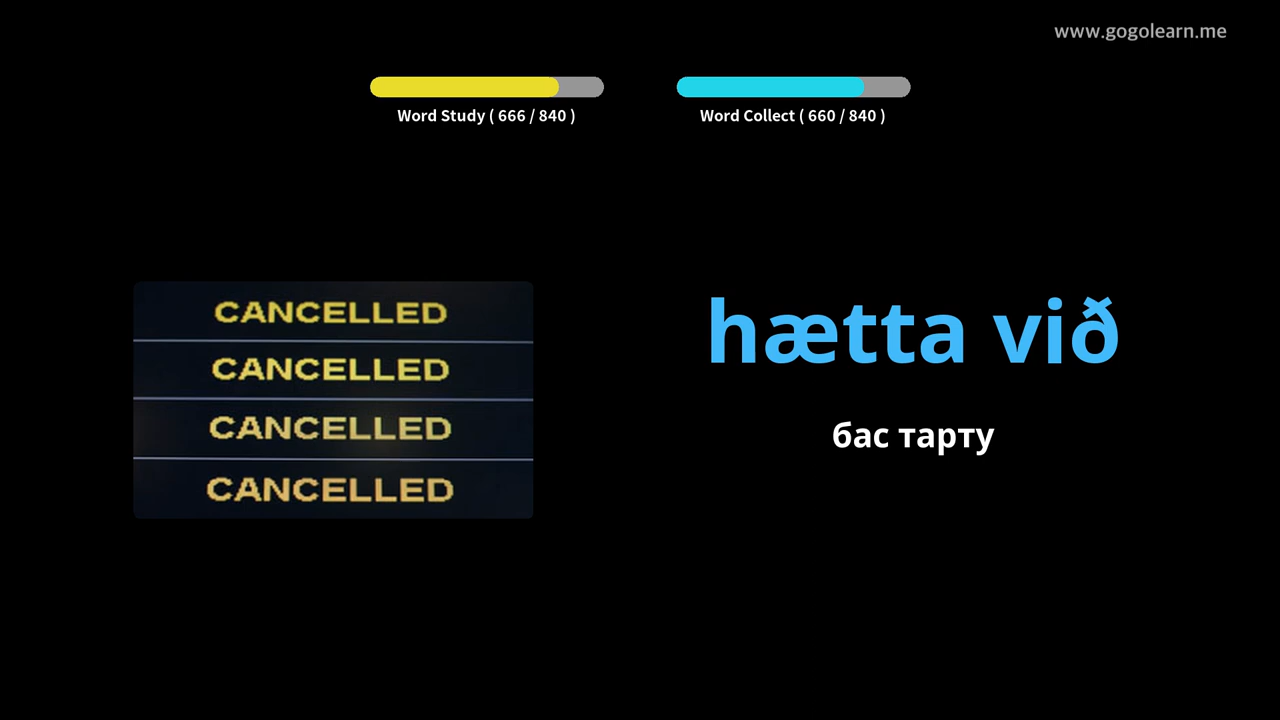 www.gogolearn.me
Word Study ( 666 / 840 )
Word Collect ( 660 / 840 )
CANCELLED
CANCELLED
CANCELLED
CANCELLED
hætta við
бас тарту